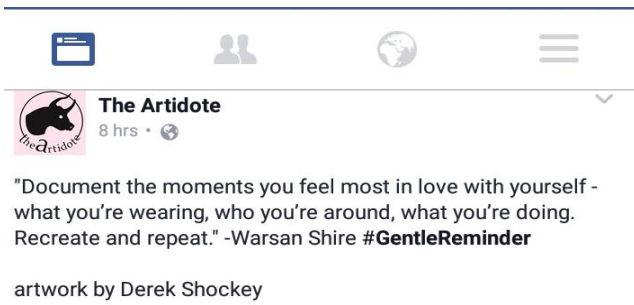 The Artidote
8 hrs ·
theArtidote
"Document the moments you feel most in love with yourself -
what you're wearing, who you're around, what you're doing.
Recreate and repeat." -Warsan Shire #GentleReminder
artwork by Derek Shockey